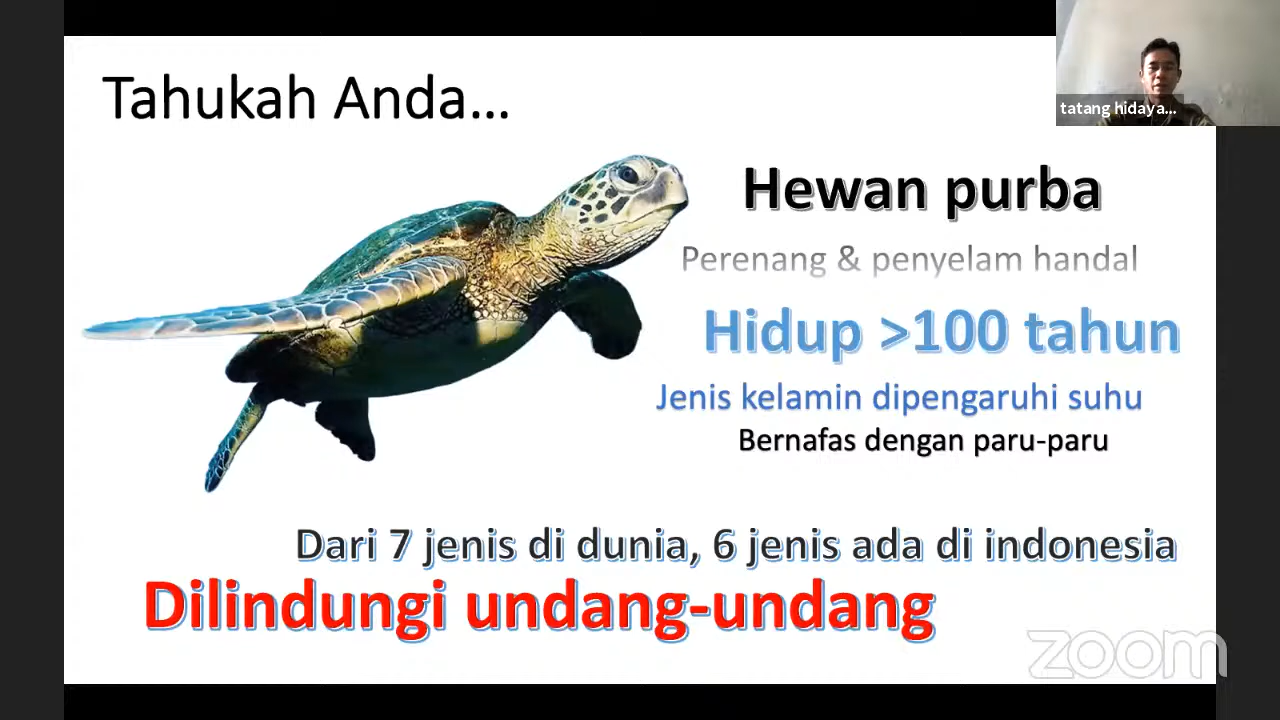 Tahukah Anda...
tatang hidaya...
Hewan purba
Perenang & penyelam handal
Hidup >100 tahun
Jenis kelamin dipengaruhi suhu
Bernafas dengan paru-paru
Dari 7 jenis di dunia, 6 jenis ada di indonesia
Dilindungi undang-undang
zoom